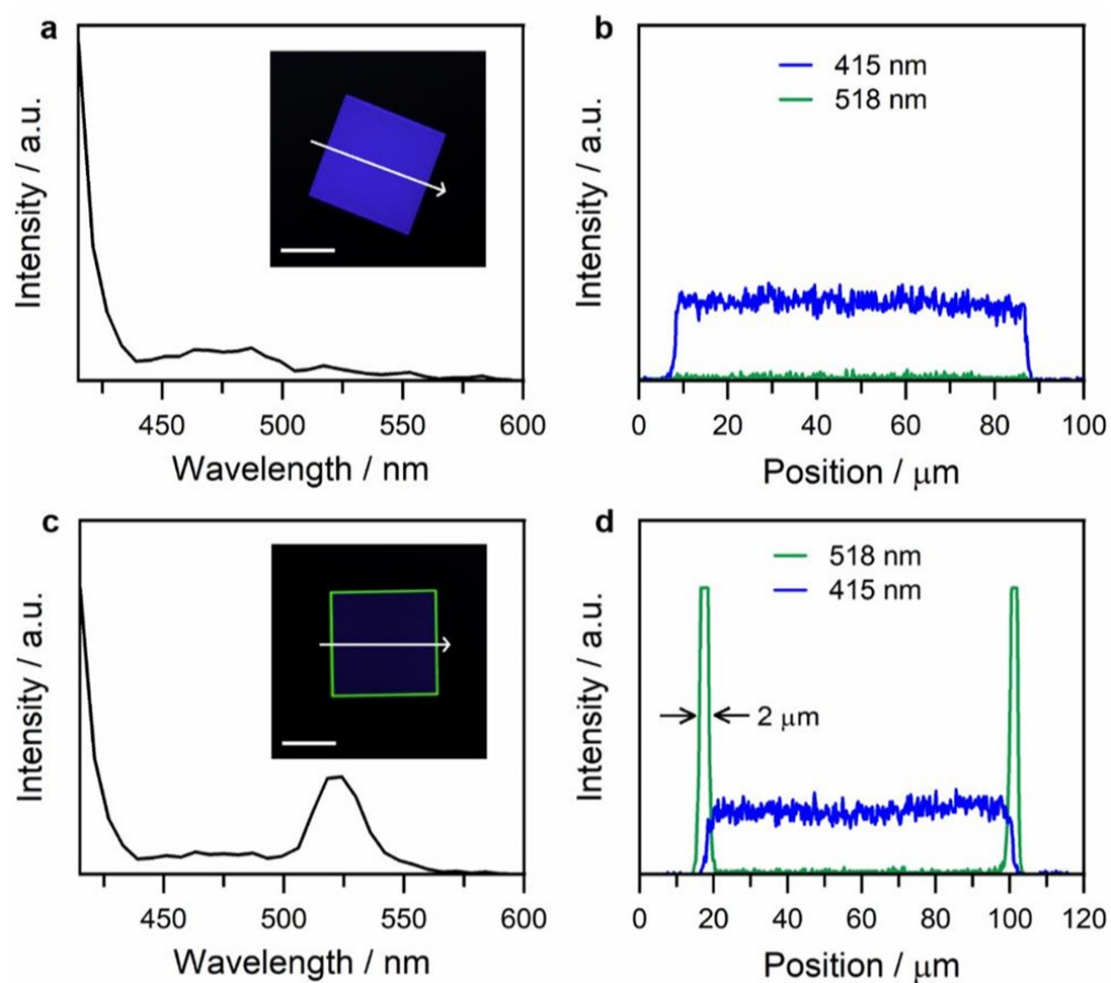 a
Intensity / a.u.
450 500 550 600
Wavelength / nm
b
Intensity / a.u.
415 nm
518 nm
0 20 40 60 80 100
Position / μm
c
Intensity / a.u.
450 500 550 600
Wavelength / nm
d
Intensity / a.u.
518 nm
415 nm
2 μm
0 20 40 60 80 100 120
Position / μm